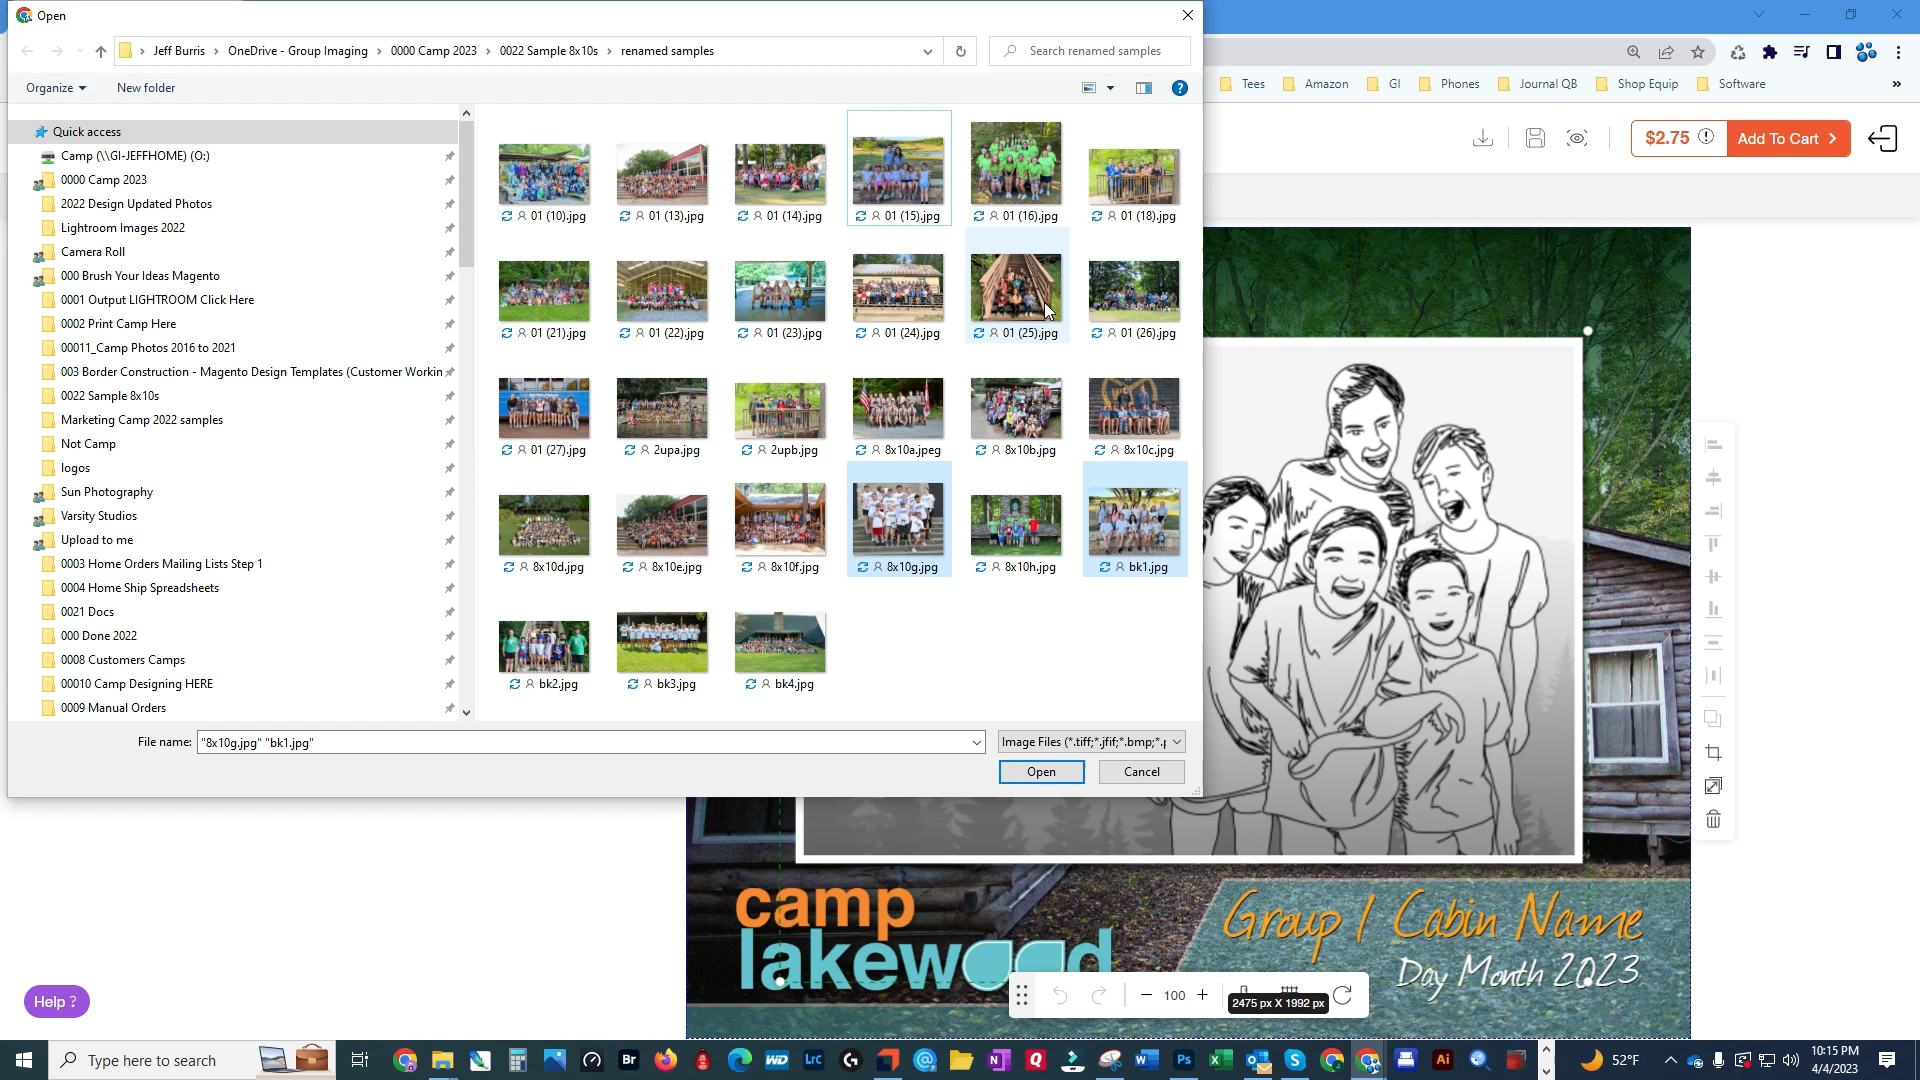 Open
Jeff Burris > OneDrive - Group Imaging > 0000 Camp 2023 > 0022 Sample 8x10s > renamed samples
Search renamed samples
Organize
New folder
Tees
Amazon
GI
Phones
Journal QB
Shop Equip
Software
»
$2.75
Add To Cart
Quick access
Camp (\\GI-JEFFHOME) (O:)
0000 Camp 2023
2022 Design Updated Photos
Lightroom Images 2022
Camera Roll
000 Brush Your Ideas Magento
0001 Output LIGHTROOM Click Here
0002 Print Camp Here
00011_Camp Photos 2016 to 2021
003 Border Construction - Magento Design Templates (Customer Workin
0022 Sample 8x10s
Marketing Camp 2022 samples
Not Camp
logos
Sun Photography
Varsity Studios
Upload to me
0003 Home Orders Mailing Lists Step 1
0004 Home Ship Spreadsheets
0021 Docs
000 Done 2022
0008 Customers Camps
00010 Camp Designing HERE
0009 Manual Orders
01 (10).jpg
01 (13).jpg
01 (14).jpg
01 (15).jpg
01 (16).jpg
01 (18).jpg
01 (21).jpg
01 (22).jpg
01 (23).jpg
01 (24).jpg
01 (25).jpg
01 (26).jpg
01 (27).jpg
2upa.jpg
2upb.jpg
8x10a.jpeg
8x10b.jpg
8x10c.jpg
8x10d.jpg
8x10e.jpg
8x10f.jpg
8x10g.jpg
8x10h.jpg
bk1.jpg
bk2.jpg
bk3.jpg
bk4.jpg
File name:
"8x10g.jpg" "bk1.jpg"
Image Files (*.tiff;*.jfif;*.bmp;*.p
Open
Cancel
camp
lakewood
Group / Cabin Name
Day Month 2023
100
2475 px X 1992 px
Help ?
Type here to search
Br
WD
Lrc
Ps
Ai
52°F
10:15 PM
4/4/2023